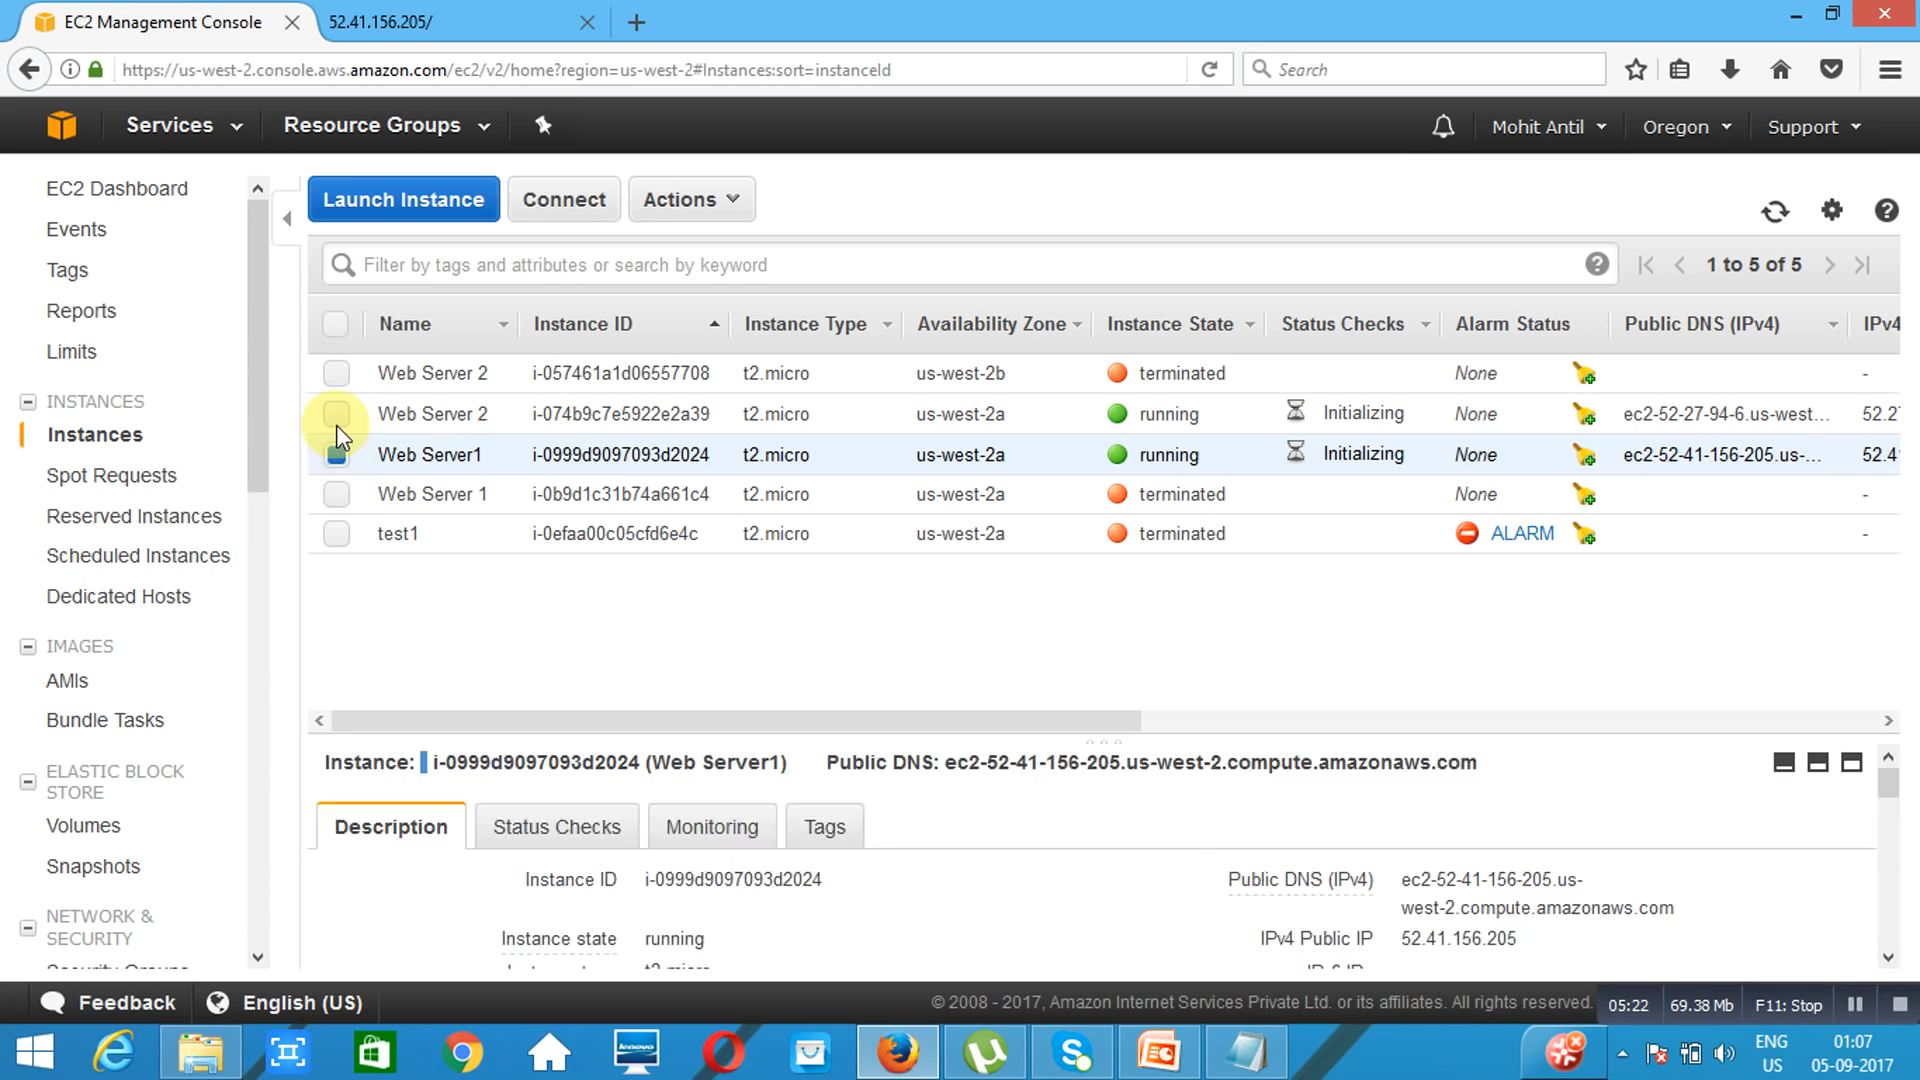 EC2 Management Console
52.41.156.205/
https://us-west-2.console.aws.amazon.com/ec2/v2/home?region=us-west-2#Instances:sort=instanceId
Search
Services
Resource Groups
Mohit Antil
Oregon
Support
EC2 Dashboard
Events
Tags
Reports
Limits
INSTANCES
Instances
Spot Requests
Reserved Instances
Scheduled Instances
Dedicated Hosts
IMAGES
AMIs
Bundle Tasks
ELASTIC BLOCK
STORE
Volumes
Snapshots
NETWORK &
SECURITY
Launch Instance Connect Actions
Filter by tags and attributes or search by keyword
1 to 5 of 5
Name Instance ID Instance Type Availability Zone Instance State Status Checks Alarm Status Public DNS (IPv4) IPv4
Web Server 2 i-057461a1d06557708 t2.micro us-west-2b terminated None -
Web Server 2 i-074b9c7e5922e2a39 t2.micro us-west-2a running Initializing None ec2-52-27-94-6.us-west... 52.27
Web Server1 i-0999d9097093d2024 t2.micro us-west-2a running Initializing None ec2-52-41-156-205.us-... 52.4
Web Server 1 i-0b9d1c31b74a661c4 t2.micro us-west-2a terminated None -
test1 i-0efaa00c05cfd6e4c t2.micro us-west-2a terminated ALARM -
Instance: i-0999d9097093d2024 (Web Server1) Public DNS: ec2-52-41-156-205.us-west-2.compute.amazonaws.com
Description Status Checks Monitoring Tags
Instance ID i-0999d9097093d2024 Public DNS (IPv4) ec2-52-41-156-205.us-
west-2.compute.amazonaws.com
Instance state running IPv4 Public IP 52.41.156.205
Feedback English (US)
© 2008 - 2017, Amazon Internet Services Private Ltd. or its affiliates. All rights reserved.
05:22 69.38 Mb F11: Stop
lenovo
ENG
US
01:07
05-09-2017